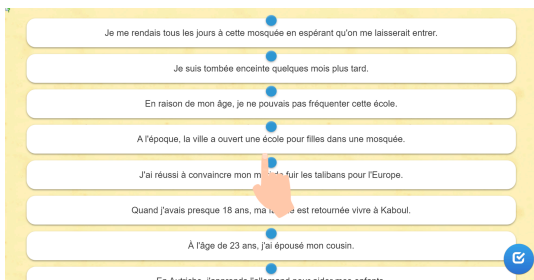 Je me rendais tous les jours à cette mosquée en espérant qu'on me laisserait entrer.
Je suis tombée enceinte quelques mois plus tard.
En raison de mon âge, je ne pouvais pas fréquenter cette école.
A l'époque, la ville a ouvert une école pour filles dans une mosquée.
J'ai réussi à convaincre mon fuir les talibans pour l'Europe.
Quand j'avais presque 18 ans, ma est retournée vivre à Kaboul.
À l'âge de 23 ans, j'ai épousé mon cousin.